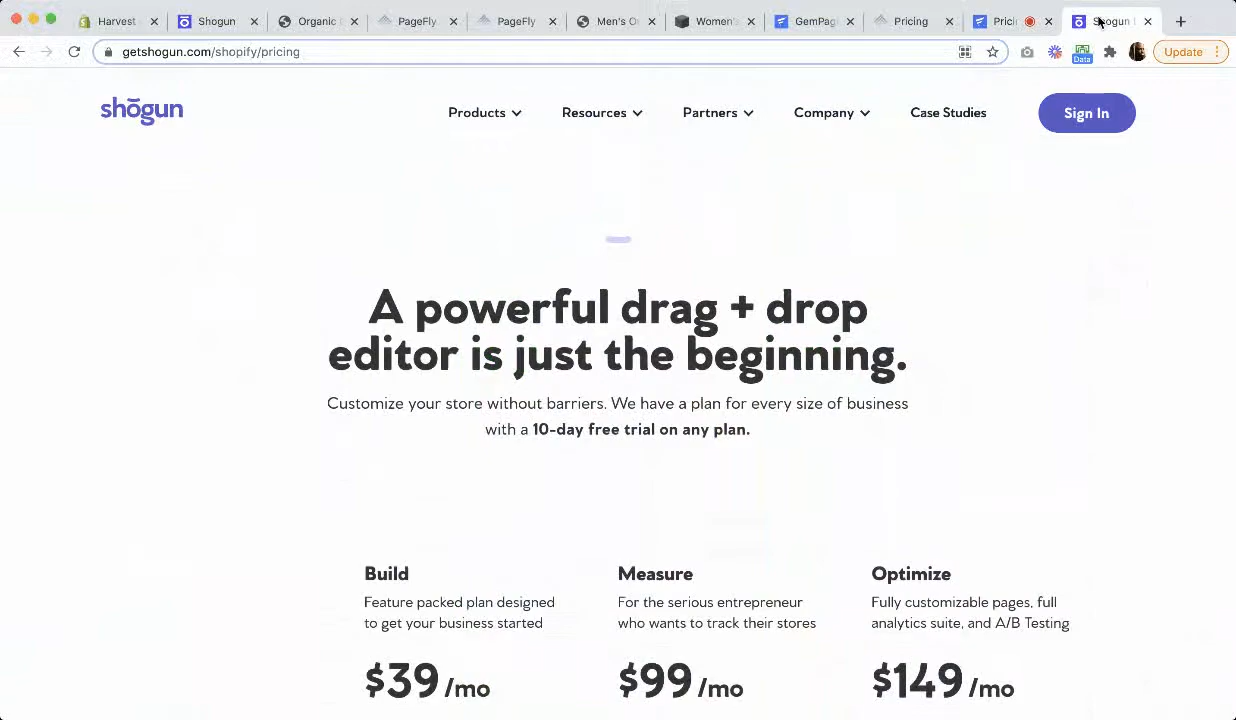 Harvest
Shogun
Organic
PageFly
PageFly
Men's O
Women's
GemPag
Pricing
Prici
Shogun
getshogun.com/shopify/pricing
Data
Update
shōgun
Products
Resources
Partners
Company
Case Studies
Sign In
A powerful drag + drop
editor is just the beginning.
Customize your store without barriers. We have a plan for every size of business
with a 10-day free trial on any plan.
Build
Measure
Optimize
Feature packed plan designed
to get your business started
For the serious entrepreneur
who wants to track their stores
Fully customizable pages, full
analytics suite, and A/B Testing
$39 /mo
$99 /mo
$149 /mo